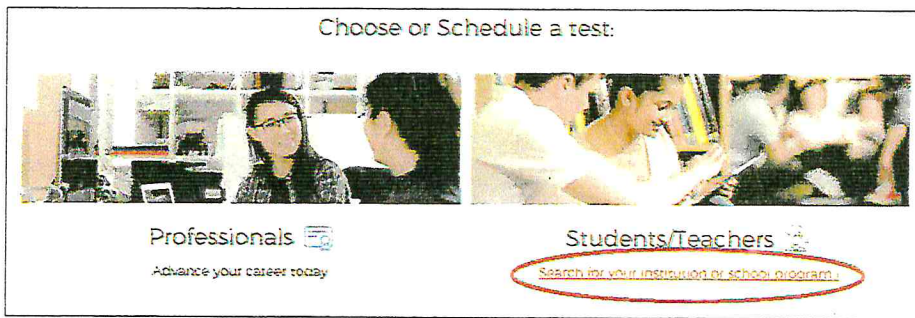 Choose or Schedule a test:
Professionals
Students/Teachers
Advance your career today
Search for your institution or school program